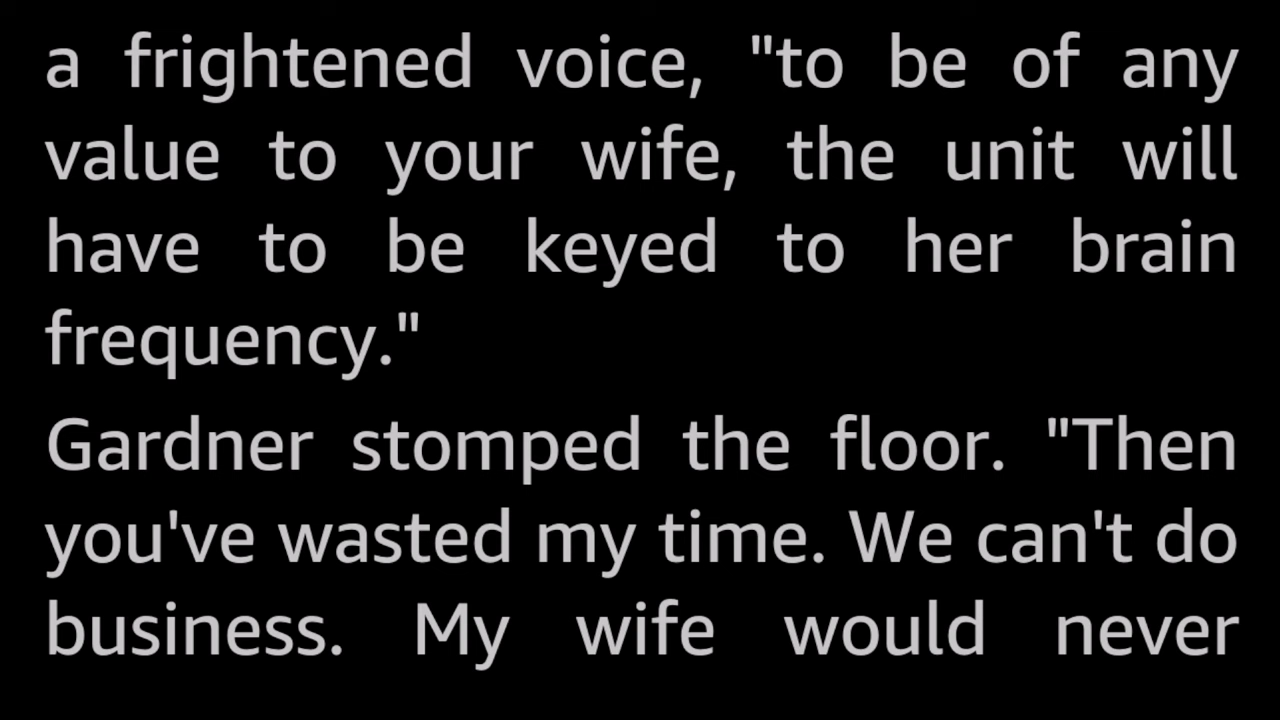 a frightened voice, "to be of any
value to your wife, the unit will
have to be keyed to her brain
frequency."
Gardner stomped the floor. "Then
you've wasted my time. We can't do
business. My wife would never